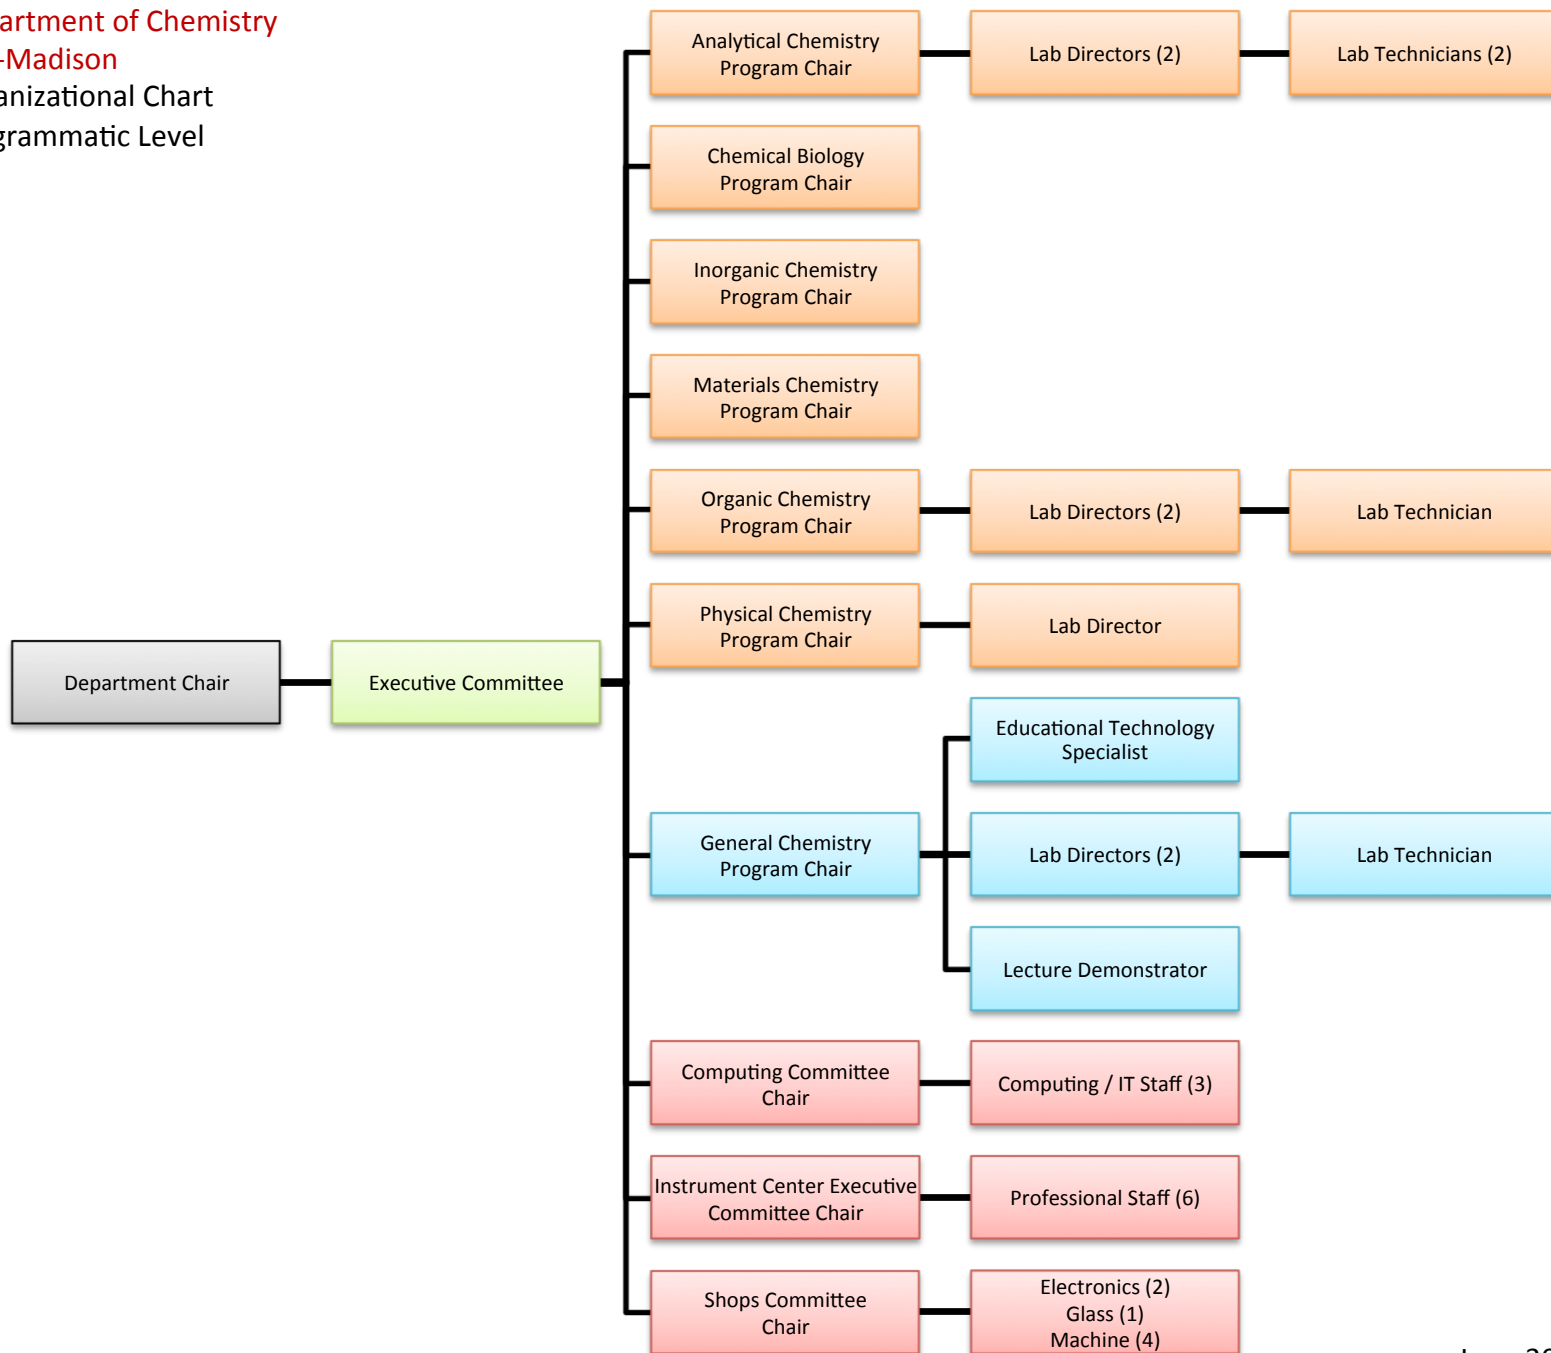 artment of Chemistry
-Madison
anizational Chart
grammatic Level
Analytical Chemistry
Program Chair
Lab Directors (2)
Lab Technicians (2)
Chemical Biology
Program Chair
Inorganic Chemistry
Program Chair
Materials Chemistry
Program Chair
Organic Chemistry
Program Chair
Lab Directors (2)
Lab Technician
Physical Chemistry
Program Chair
Lab Director
Department Chair
Executive Committee
Educational Technology
Specialist
General Chemistry
Program Chair
Lab Directors (2)
Lab Technician
Lecture Demonstrator
Computing Committee
Chair
Computing / IT Staff (3)
Instrument Center Executive
Committee Chair
Professional Staff (6)
Shops Committee
Chair
Electronics (2)
Glass (1)
Machine (4)